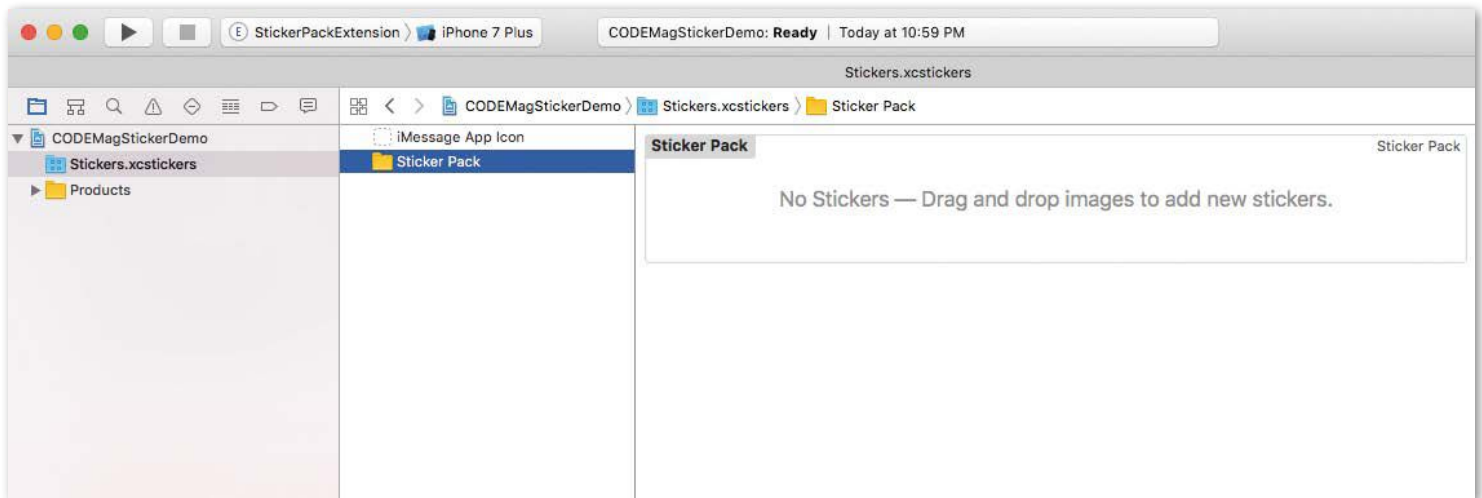 StickerPackExtension 〉 iPhone 7 Plus
CODEMagStickerDemo: Ready | Today at 10:59 PM
Stickers.xcstickers
CODEMagStickerDemo 〉 Stickers.xcstickers 〉 Sticker Pack
CODEMagStickerDemo
Stickers.xcstickers
Products
iMessage App Icon
Sticker Pack
Sticker Pack
Sticker Pack
No Stickers — Drag and drop images to add new stickers.